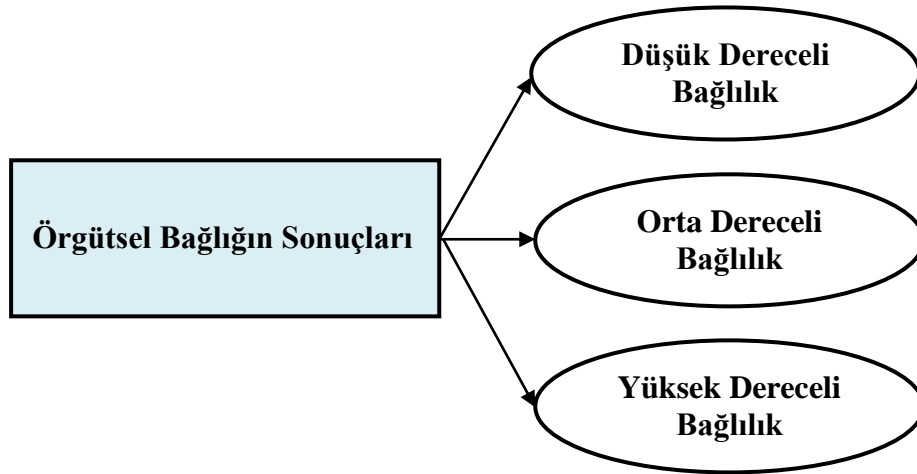 Düşük Dereceli
Bağlılık
Örgütsel Bağlığın Sonuçları
Orta Dereceli
Bağlılık
Yüksek Dereceli
Bağlılık